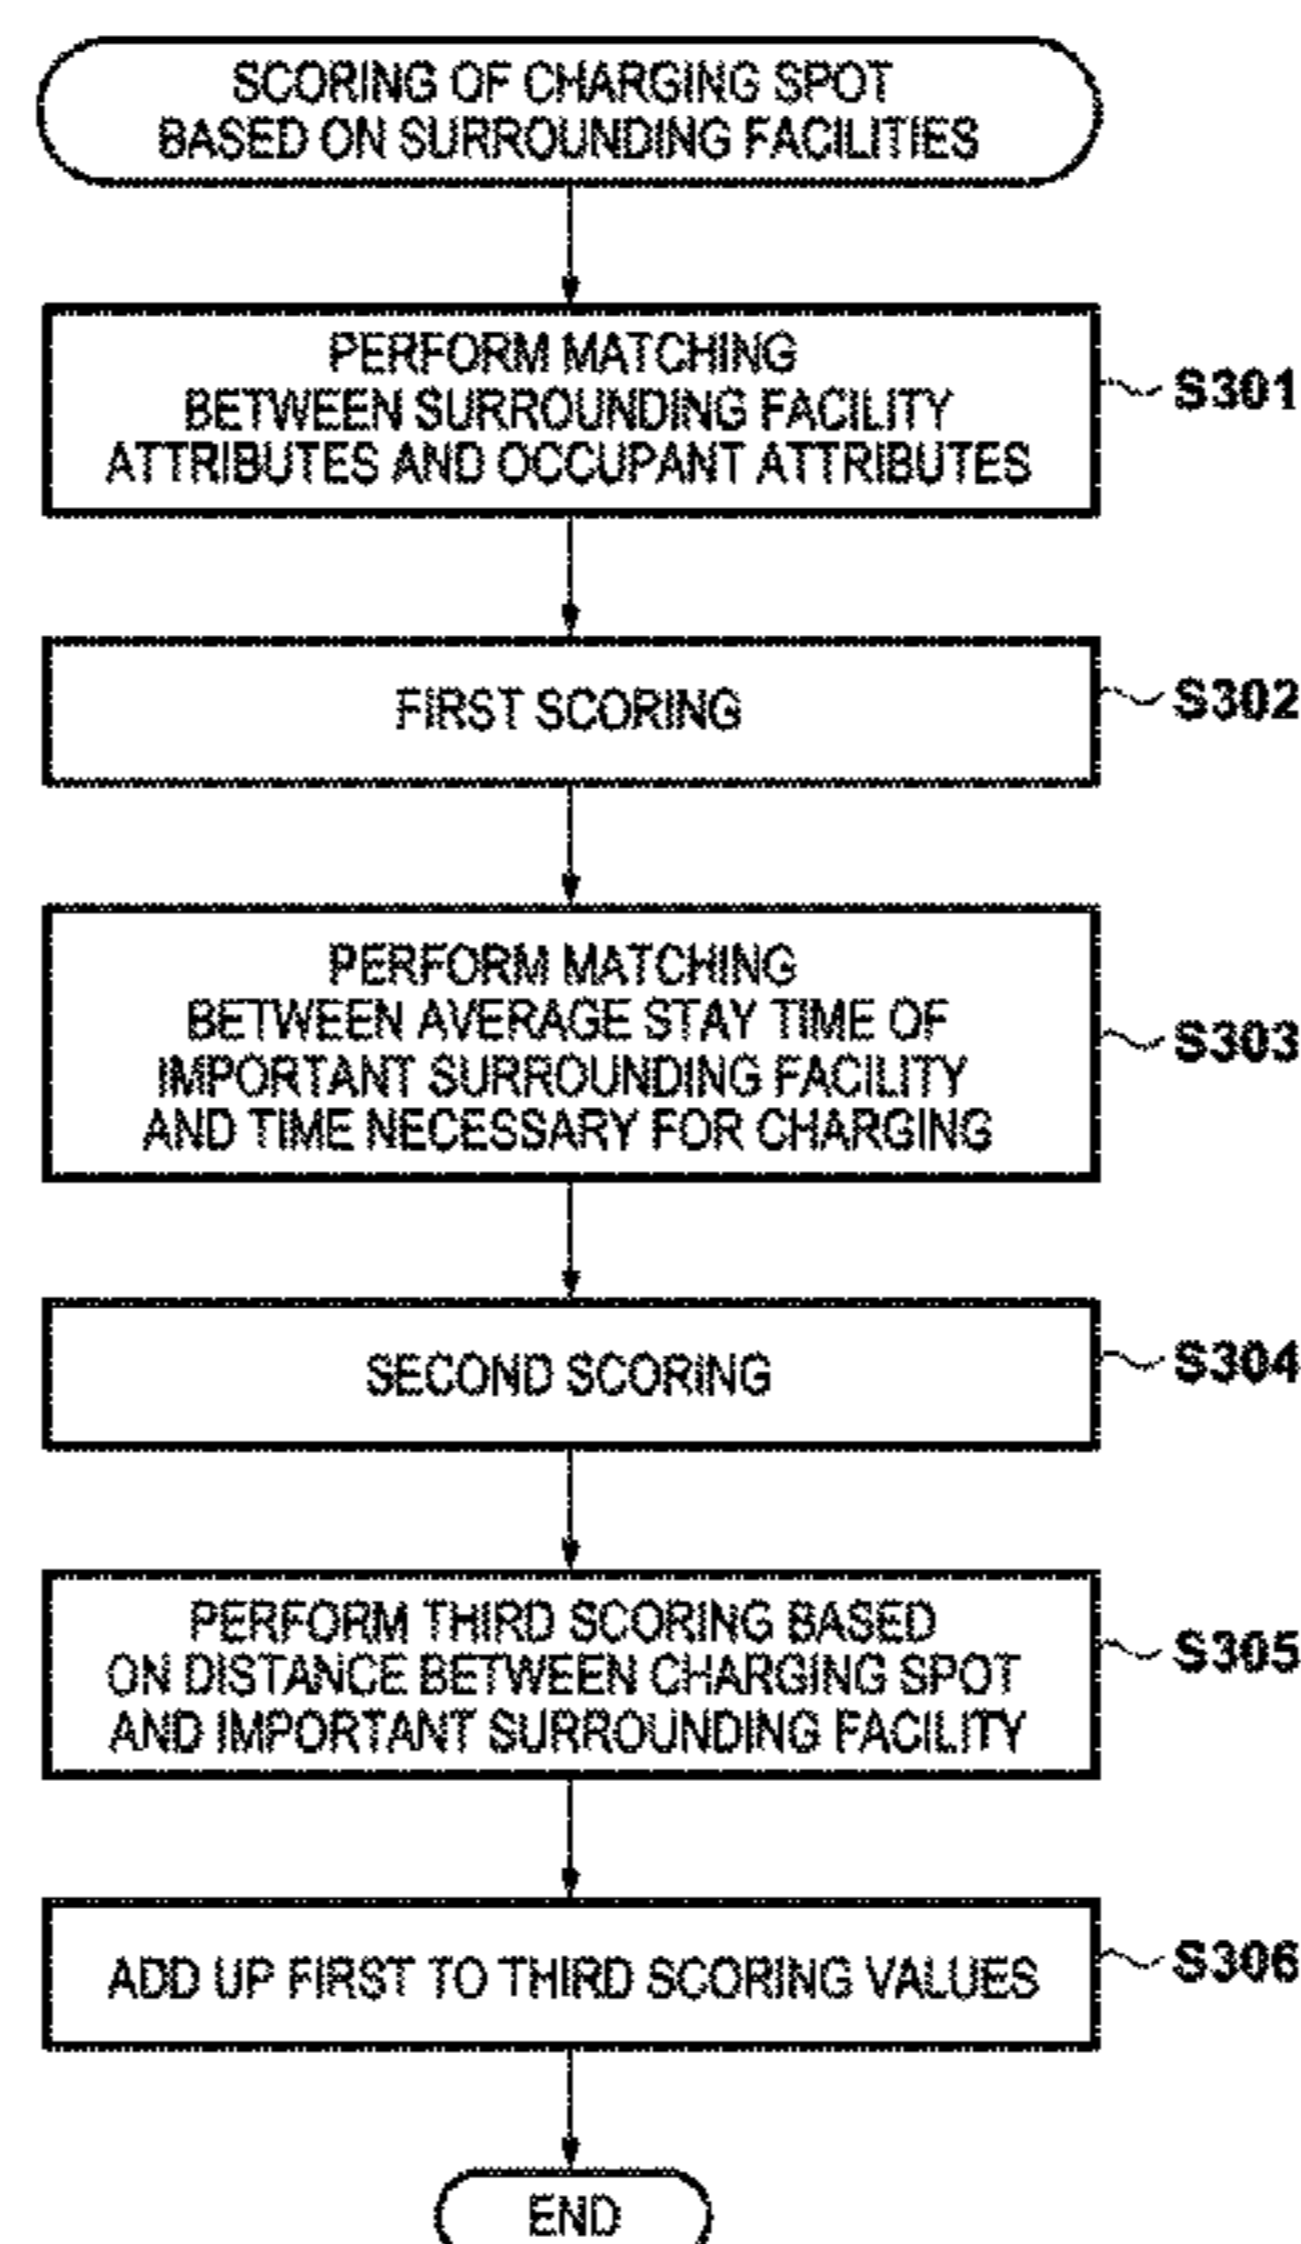 SCORING OF CHARGING SPOT
BASED ON SURROUNDING FACILITIES
PERFORM MATCHING
BETWEEN SURROUNDING FACILITY
ATTRIBUTES AND OCCUPANT ATTRIBUTES
S301
FIRST SCORING
S302
PERFORM MATCHING
BETWEEN AVERAGE STAY TIME OF
IMPORTANT SURROUNDING FACILITY
AND TIME NECESSARY FOR CHARGING
S303
SECOND SCORING
S304
PERFORM THIRD SCORING BASED
ON DISTANCE BETWEEN CHARGING SPOT
AND IMPORTANT SURROUNDING FACILITY
S305
ADD UP FIRST TO THIRD SCORING VALUES
S306
END